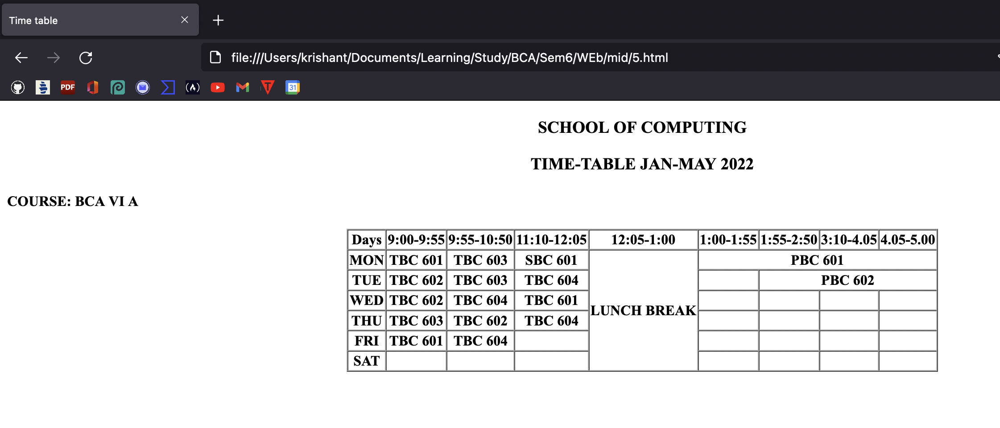 Time table
file:///Users/krishant/Documents/Learning/Study/BCA/Sem6/WEb/mid/5.html
PDF
31
SCHOOL OF COMPUTING
TIME-TABLE JAN-MAY 2022
COURSE: BCA VI A
Days 9:00-9:55 9:55-10:50 11:10-12:05 12:05-1:00 1:00-1:55 1:55-2:50 3:10-4.05 4.05-5.00
MON TBC 601 TBC 603 SBC 601 PBC 601
TUE TBC 602 TBC 603 TBC 604 PBC 602
WED TBC 602 TBC 604 TBC 601
LUNCH BREAK
THU TBC 603 TBC 602 TBC 604
FRI TBC 601 TBC 604
SAT